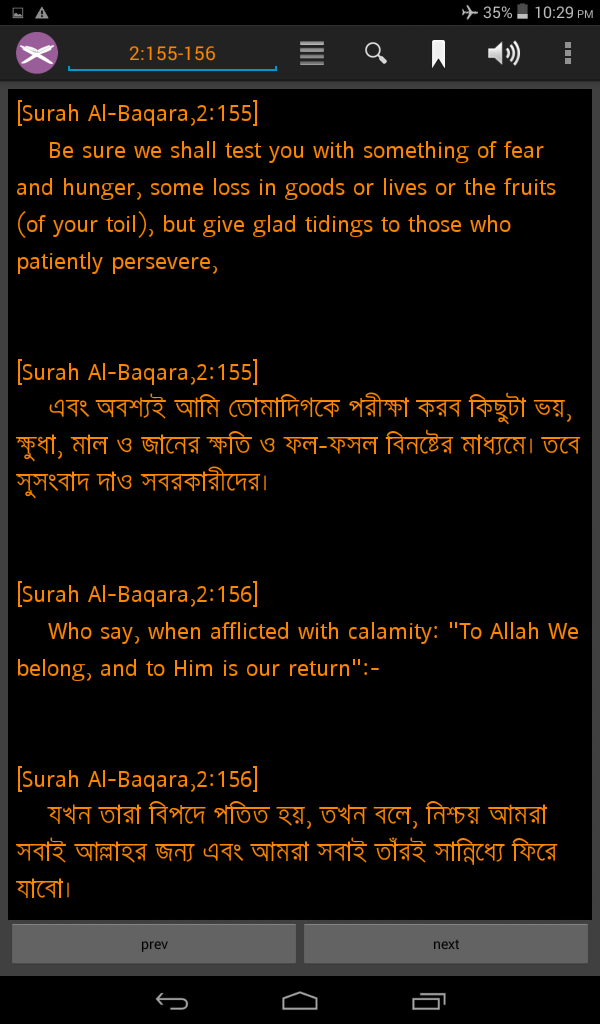 35% 10:29 PM
2:155-156
[Surah Al-Baqara,2:155]
Be sure we shall test you with something of fear
and hunger, some loss in goods or lives or the fruits
(of your toil), but give glad tidings to those who
patiently persevere,
[Surah Al-Baqara,2:155]
এবং অবশ্যই আমি তোমাদিগকে পরীক্ষা করব কিছুটা ভয়,
ক্ষুধা, মাল ও জানের ক্ষতি ও ফল-ফসল বিনষ্টের মাধ্যমে। তবে
সুসংবাদ দাও সবরকারীদের।
[Surah Al-Baqara,2:156]
Who say, when afflicted with calamity: "To Allah We
belong, and to Him is our return":-
[Surah Al-Baqara,2:156]
যখন তারা বিপদে পতিত হয়, তখন বলে, নিশ্চয় আমরা
সবাই আল্লাহর জন্য এবং আমরা সবাই তাঁরই সান্নিধ্যে ফিরে
যাবো।
prev next